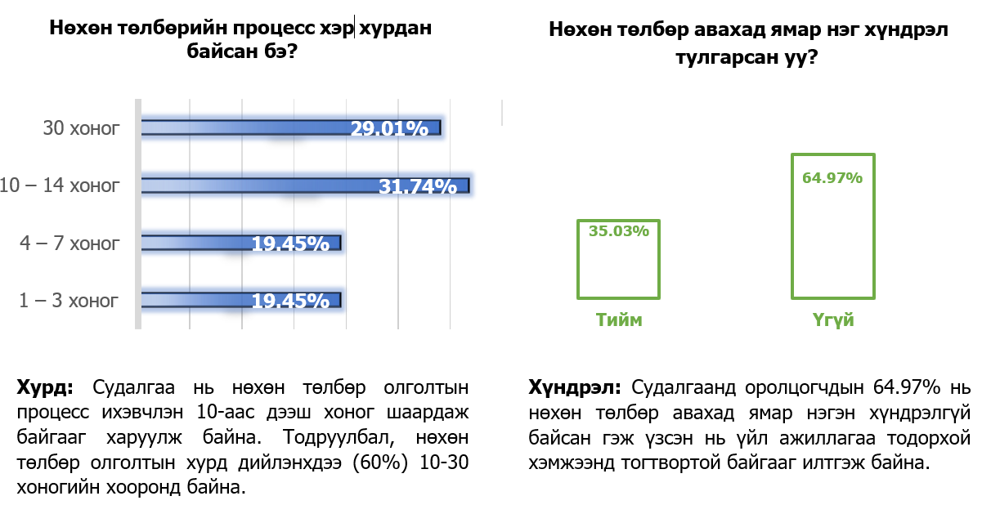 Нөхөн төлбөрийн процесс хэр хурдан
байсан бэ?
30 хоног
29.01%
10 – 14 хоног
31.74%
4 – 7 хоног
19.45%
1 – 3 хоног
19.45%
Хурд: Судалгаа нь нөхөн төлбөр олголтын
процесс ихэвчлэн 10-аас дээш хоног шаардаж
байгааг харуулж байна. Тодруулбал, нөхөн
төлбөр олголтын хурд дийлэнхдээ (60%) 10-30
хоногийн хооронд байна.
Нөхөн төлбөр авахад ямар нэг хүндрэл
тулгарсан уу?
35.03%
64.97%
Тийм
Үгүй
Хүндрэл: Судалгаанд оролцогчдын 64.97% нь
нөхөн төлбөр авахад ямар нэгэн хүндрэлгүй
байсан гэж үзсэн нь үйл ажиллагаа тодорхой
хэмжээнд тогтвортой байгааг илтгэж байна.